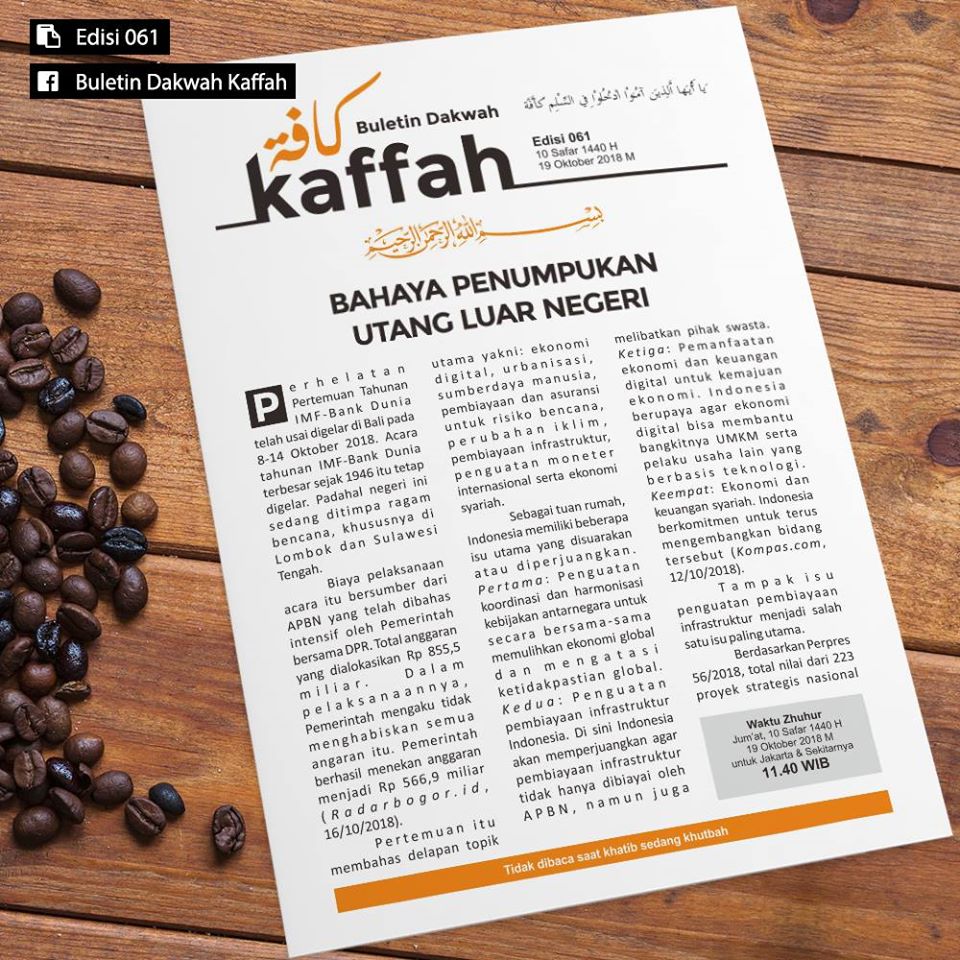 Edisi 061
Buletin Dakwah Kaffah
كافة
Buletin Dakwah
kaffah
يَا أَيُّهَا الَّذِينَ آمَنُوا ادْخُلُوا فِي السِّلْمِ كَافَّةً
Edisi 061
10 Safar 1440 H
19 Oktober 2018 M
بِسْمِ اللهِ الرَّحْمَنِ الرَّحِيمِ
BAHAYA PENUMPUKAN
UTANG LUAR NEGERI
Perhelatan
Pertemuan Tahunan
IMF-Bank Dunia
telah usai digelar di Bali pada
8-14 Oktober 2018. Acara
tahunan IMF-Bank Dunia
terbesar sejak 1946 itu tetap
digelar. Padahal negeri ini
sedang ditimpa ragam
bencana, khususnya di
Lombok dan Sulawesi
Tengah.
Biaya pelaksanaan
acara itu bersumber dari
APBN yang telah dibahas
intensif oleh Pemerintah
bersama DPR. Total anggaran
yang dialokasikan Rp 855,5
miliar. Dalam
pelaksanaannya,
Pemerintah mengaku tidak
menghabiskan semua
angaran itu. Pemerintah
berhasil menekan anggaran
menjadi Rp 566,9 miliar
(Radarbogor.id,
16/10/2018).
Pertemuan itu
membahas delapan topik
utama yakni: ekonomi
digital, urbanisasi,
sumberdaya manusia,
pembiayaan dan asuransi
untuk risiko bencana,
perubahan iklim,
pembiayaan infrastruktur,
penguatan moneter
internasional serta ekonomi
syariah.
Sebagai tuan rumah,
Indonesia memiliki beberapa
isu utama yang disuarakan
atau diperjuangkan.
Pertama: Penguatan
koordinasi dan harmonisasi
kebijakan antarnegara untuk
secara bersama-sama
memulihkan ekonomi global
dan mengatasi
ketidakpastian global.
Kedua: Penguatan
pembiayaan infrastruktur
Indonesia. Di sini Indonesia
akan memperjuangkan agar
pembiayaan infrastruktur
tidak hanya dibiayai oleh
APBN, namun juga
melibatkan pihak swasta.
Ketiga: Pemanfaatan
ekonomi dan keuangan
digital untuk kemajuan
ekonomi. Indonesia
berupaya agar ekonomi
digital bisa membantu
bangkitnya UMKM serta
pelaku usaha lain yang
berbasis teknologi.
Keempat: Ekonomi dan
keuangan syariah. Indonesia
berkomitmen untuk terus
mengembangkan bidang
tersebut (Kompas.com,
12/10/2018).
Tampak isu
penguatan pembiayaan
infrastruktur menjadi salah
satu isu paling utama.
Berdasarkan Perpres
56/2018, total nilai dari 223
proyek strategis nasional
Waktu Zhuhur
Jum'at, 10 Safar 1440 H
19 Oktober 2018 M
untuk Jakarta & Sekitarnya
11.40 WIB
Tidak dibaca saat khatib sedang khutbah